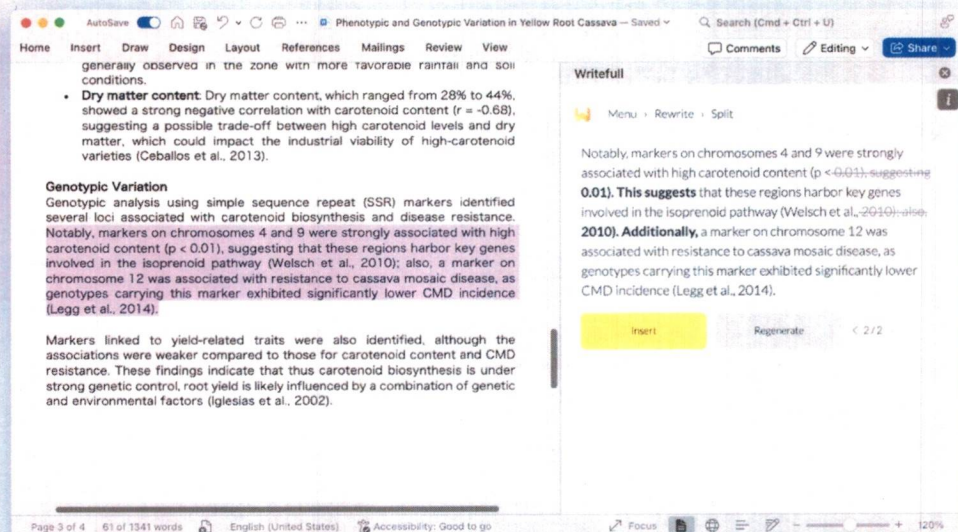 AutoSave
Phenotypic and Genotypic Variation in Yellow Root Cassava — Saved
Search (Cmd + Ctrl + U)
Home Insert Draw Design Layout References Mailings Review View
Comments Editing Share
generally observed in the zone with more favorable rainfall and soil
conditions.
• Dry matter content: Dry matter content, which ranged from 28% to 44%,
showed a strong negative correlation with carotenoid content (r = -0.68),
suggesting a possible trade-off between high carotenoid levels and dry
matter, which could impact the industrial viability of high-carotenoid
varieties (Ceballos et al., 2013).
Genotypic Variation
Genotypic analysis using simple sequence repeat (SSR) markers identified
several loci associated with carotenoid biosynthesis and disease resistance.
Notably, markers on chromosomes 4 and 9 were strongly associated with high
carotenoid content (p < 0.01), suggesting that these regions harbor key genes
involved in the isoprenoid pathway (Welsch et al., 2010); also, a marker on
chromosome 12 was associated with resistance to cassava mosaic disease, as
genotypes carrying this marker exhibited significantly lower CMD incidence
(Legg et al., 2014).
Markers linked to yield-related traits were also identified, although the
associations were weaker compared to those for carotenoid content and CMD
resistance. These findings indicate that thus carotenoid biosynthesis is under
strong genetic control, root yield is likely influenced by a combination of genetic
and environmental factors (Iglesias et al., 2002).
Writefull
Menu › Rewrite › Split
Notably, markers on chromosomes 4 and 9 were strongly
associated with high carotenoid content (p < 0.01), suggesting
0.01). This suggests that these regions harbor key genes
involved in the isoprenoid pathway (Welsch et al., 2010); also,
2010). Additionally, a marker on chromosome 12 was
associated with resistance to cassava mosaic disease, as
genotypes carrying this marker exhibited significantly lower
CMD incidence (Legg et al., 2014).
Insert Regenerate < 2/2
Page 3 of 4 61 of 1341 words English (United States) Accessibility: Good to go Focus 120%